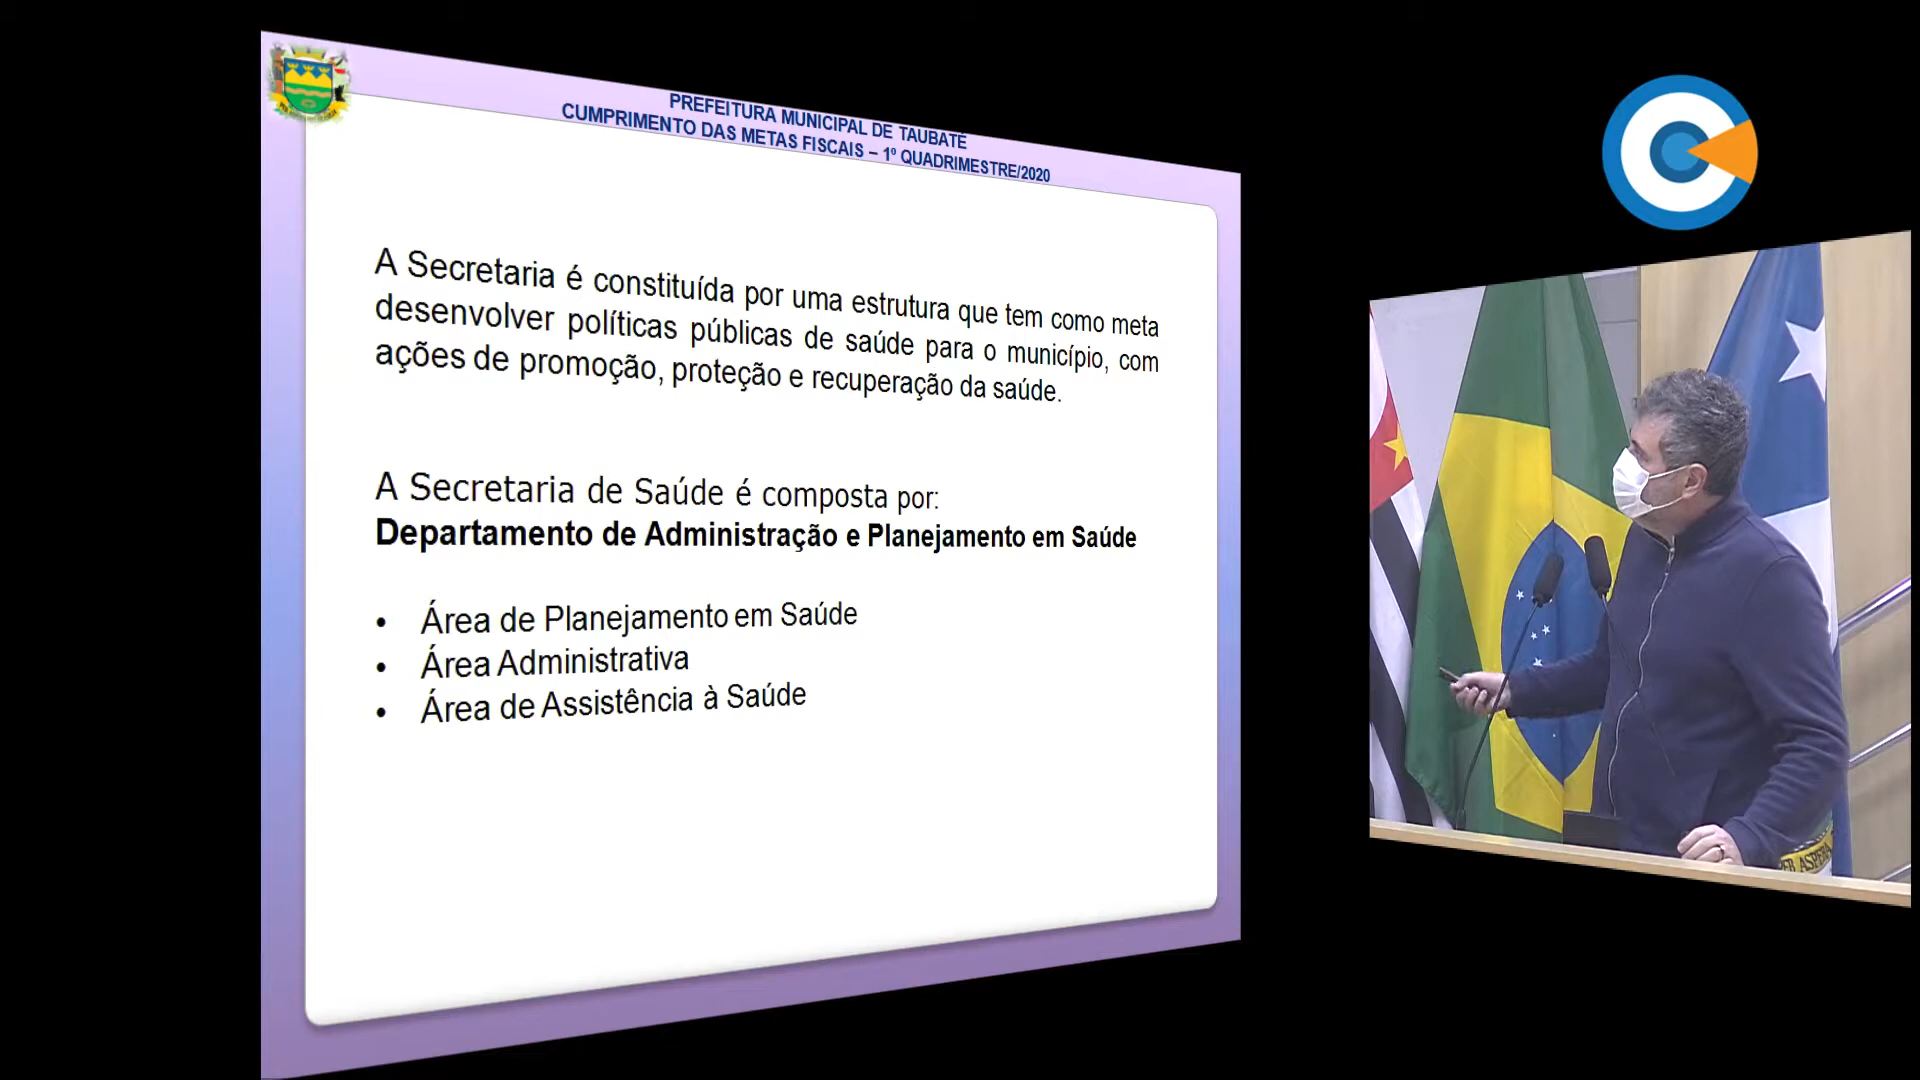 PREFEITURA MUNICIPAL DE TAUBATÉ
CUMPRIMENTO DAS METAS FISCAIS – 1º QUADRIMESTRE/2020
A Secretaria é constituída por uma estrutura que tem como meta
desenvolver políticas públicas de saúde para o município, com
ações de promoção, proteção e recuperação da saúde.
A Secretaria de Saúde é composta por:
Departamento de Administração e Planejamento em Saúde
• Área de Planejamento em Saúde
• Área Administrativa
• Área de Assistência à Saúde
PER ASPERA